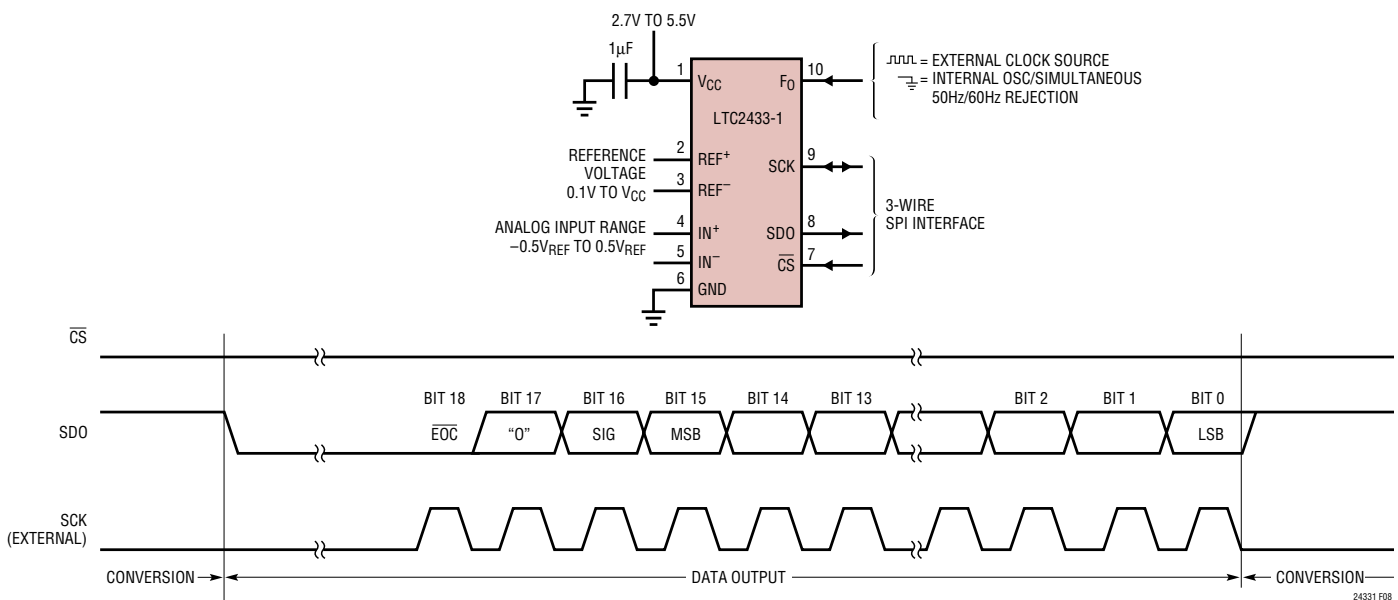 2.7V TO 5.5V
1µF
1
VCC
FO
10
= EXTERNAL CLOCK SOURCE
= INTERNAL OSC/SIMULTANEOUS
50Hz/60Hz REJECTION
LTC2433-1
REFERENCE
VOLTAGE
0.1V TO VCC
2
REF+
3
REF–
SCK
9
ANALOG INPUT RANGE
–0.5VREF TO 0.5VREF
4
IN+
5
IN–
6
GND
SDO
8
CS
7
3-WIRE
SPI INTERFACE
CS
SDO
BIT 18
BIT 17
BIT 16
BIT 15
BIT 14
BIT 13
BIT 2
BIT 1
BIT 0
EOC
“0”
SIG
MSB
LSB
SCK
(EXTERNAL)
CONVERSION
DATA OUTPUT
CONVERSION
24331 F08